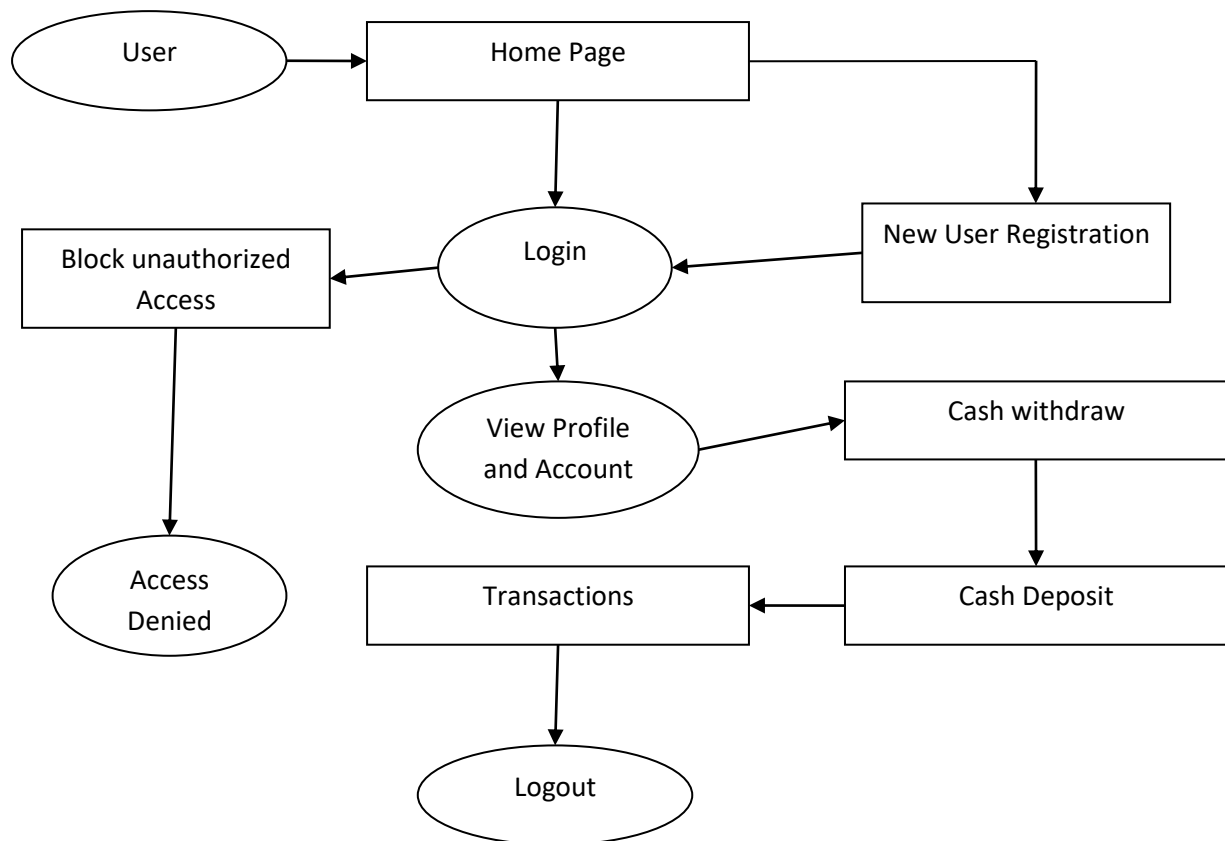 User
Home Page
New User Registration
Login
Block unauthorized
Access
View Profile
and Account
Cash withdraw
Access
Denied
Transactions
Cash Deposit
Logout